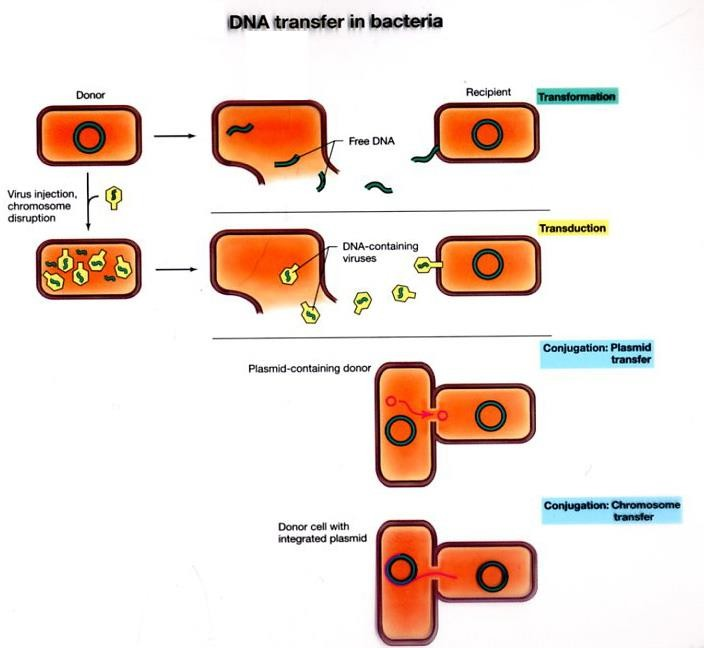 DNA transfer in bacteria
Donor
Recipient
Transformation
Free DNA
Virus injection,
chromosome
disruption
Transduction
DNA-containing
viruses
Conjugation: Plasmid
transfer
Plasmid-containing donor
Conjugation: Chromosome
transfer
Donor cell with
integrated plasmid